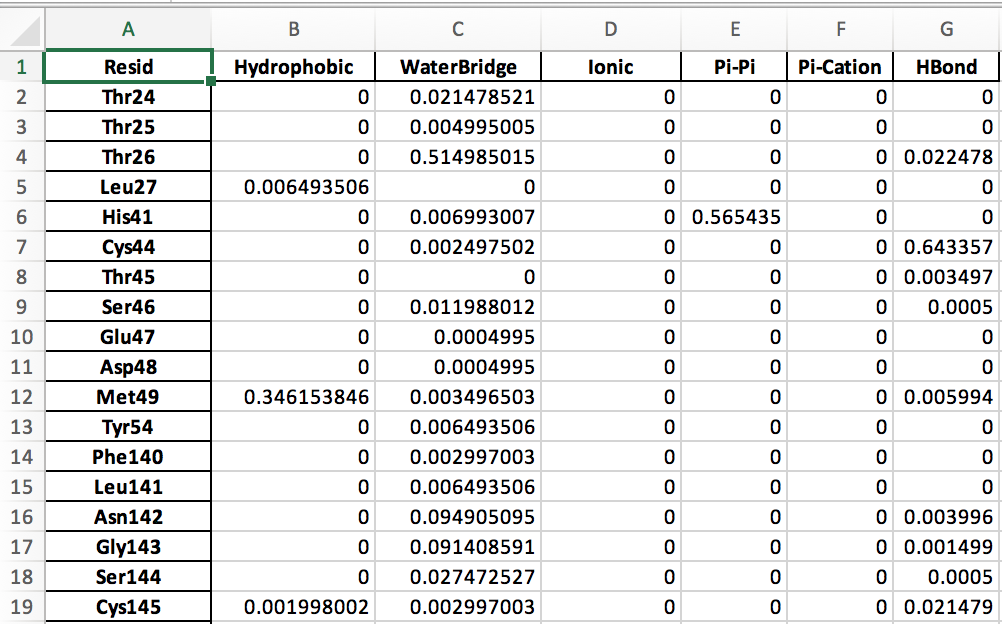 A B C D E F G
1 Resid Hydrophobic WaterBridge Ionic Pi-Pi Pi-Cation HBond
2 Thr24 0 0.021478521 0 0 0 0
3 Thr25 0 0.004995005 0 0 0 0
4 Thr26 0 0.514985015 0 0 0 0.022478
5 Leu27 0.006493506 0 0 0 0 0
6 His41 0 0.006993007 0 0.565435 0 0
7 Cys44 0 0.002497502 0 0 0 0.643357
8 Thr45 0 0 0 0 0 0.003497
9 Ser46 0 0.011988012 0 0 0 0.0005
10 Glu47 0 0.0004995 0 0 0 0
11 Asp48 0 0.0004995 0 0 0 0
12 Met49 0.346153846 0.003496503 0 0 0 0.005994
13 Tyr54 0 0.006493506 0 0 0 0
14 Phe140 0 0.002997003 0 0 0 0
15 Leu141 0 0.006493506 0 0 0 0
16 Asn142 0 0.094905095 0 0 0 0.003996
17 Gly143 0 0.091408591 0 0 0 0.001499
18 Ser144 0 0.027472527 0 0 0 0.0005
19 Cys145 0.001998002 0.002997003 0 0 0 0.021479